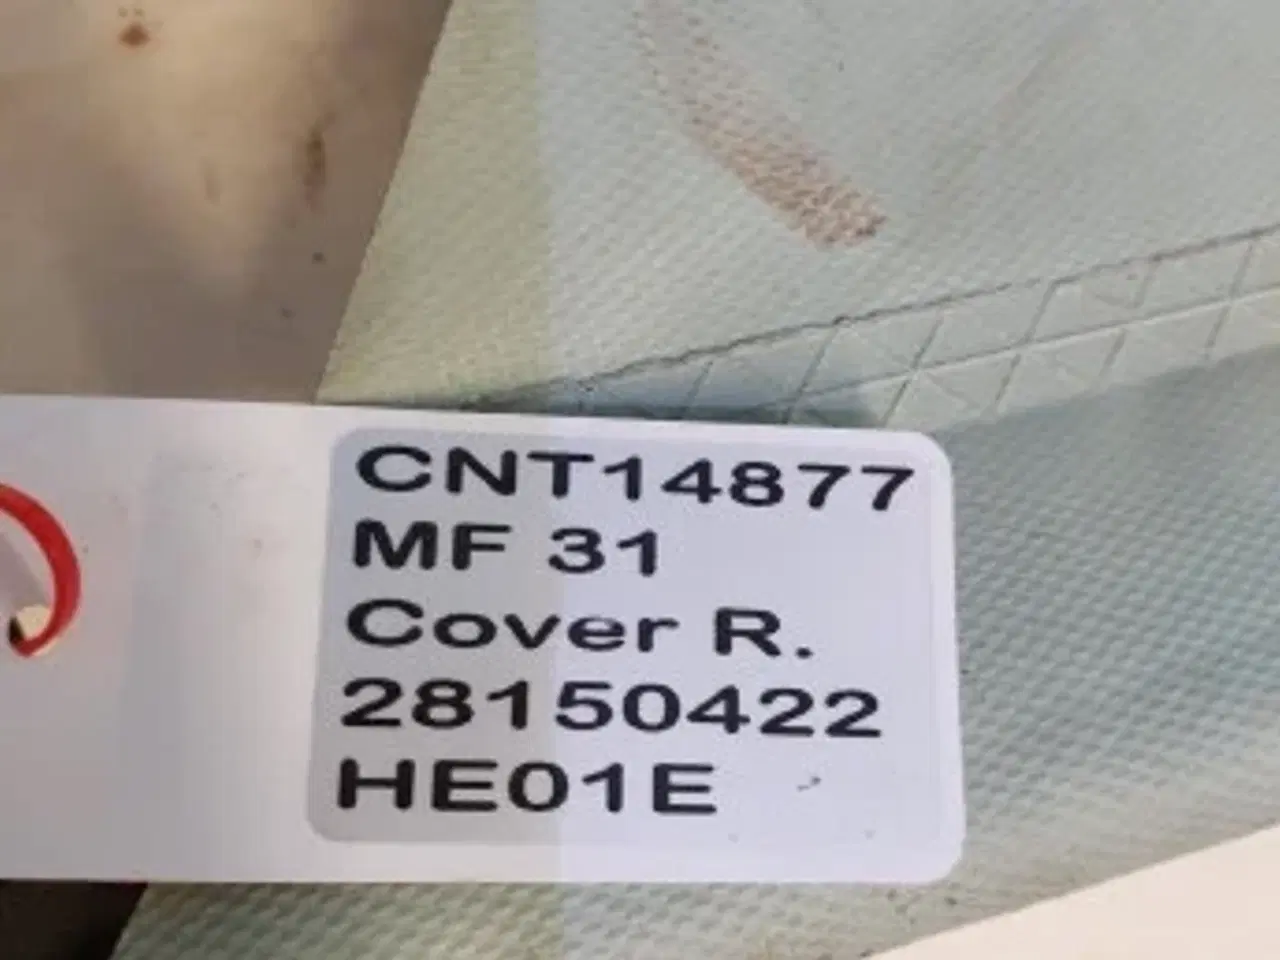 CNT14877
MF 31
Cover R.
28150422
HE01E